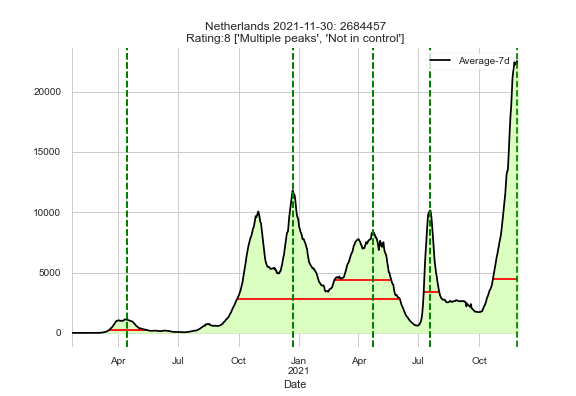 Netherlands 2021-11-30: 2684457
Rating:8 ['Multiple peaks', 'Not in control']
Average-7d
20000
15000
10000
5000
0
Apr
Jul
Oct
Jan
2021
Apr
Jul
Oct
Date